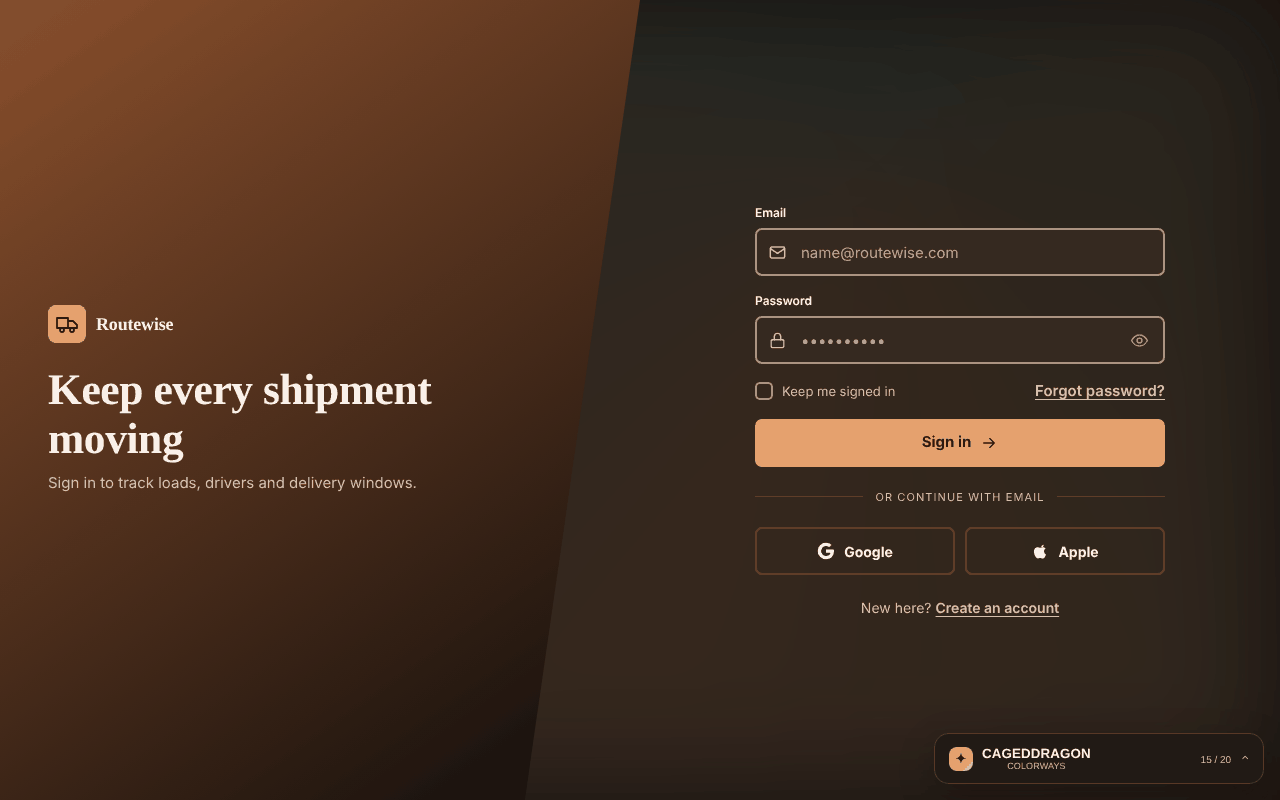 Routewise
Keep every shipment
moving
Sign in to track loads, drivers and delivery windows.
Email
name@routewise.com
Password
Keep me signed in
Forgot password?
Sign in
OR CONTINUE WITH EMAIL
Google
Apple
New here? Create an account
CAGEDDRAGON
COLORWAYS
15 / 20